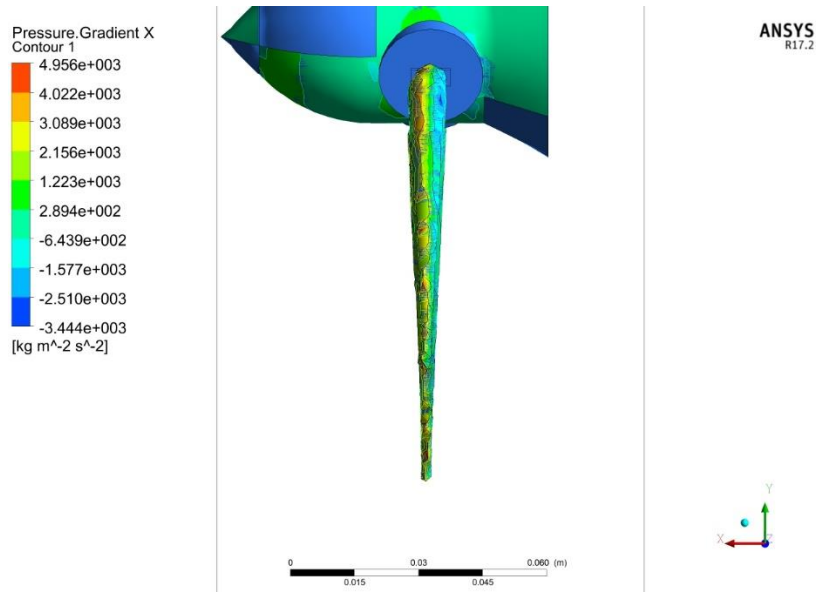 Pressure.Gradient X
Contour 1
4.956e+003
4.022e+003
3.089e+003
2.156e+003
1.223e+003
2.894e+002
-6.439e+002
-1.577e+003
-2.510e+003
-3.444e+003
[kg m^-2 s^-2]
ANSYS
R17.2
Y
X
Z
0 0.03 0.060 (m)
0.015 0.045